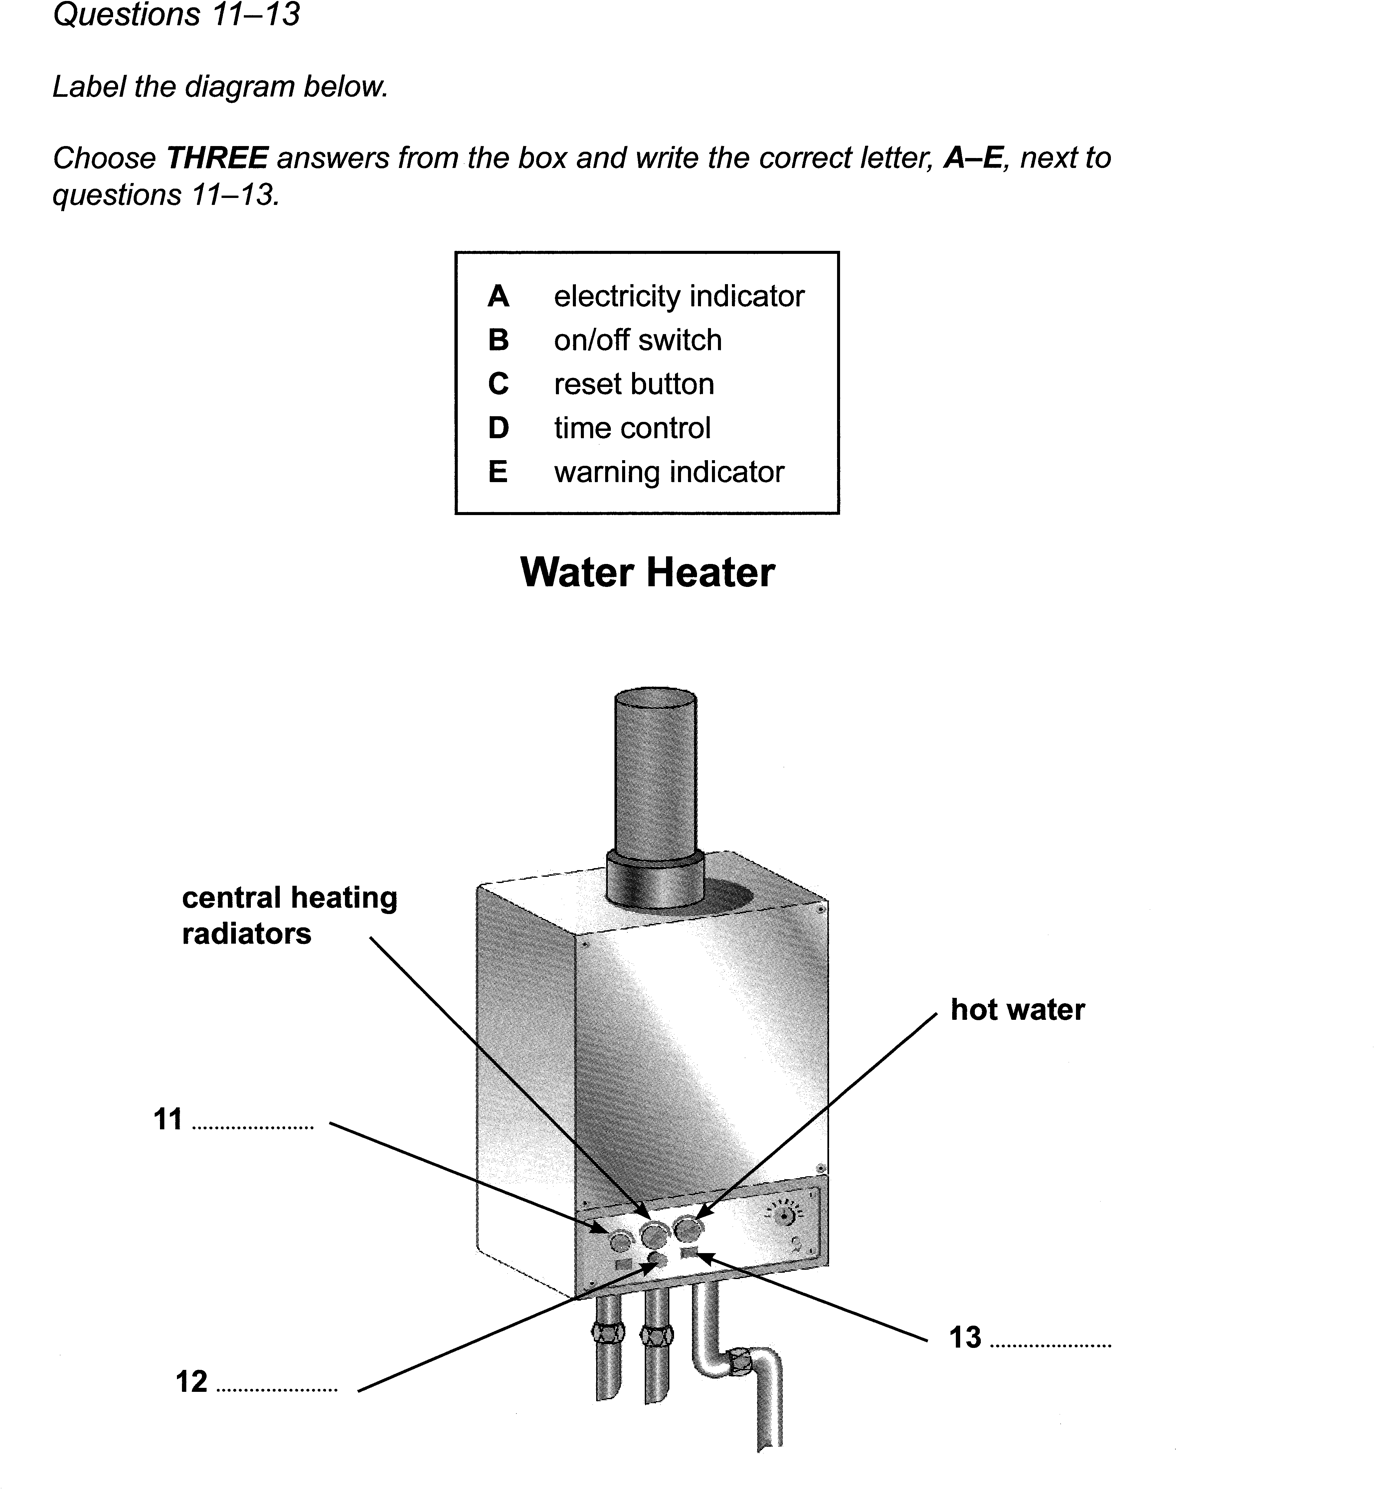 Questions 11–13
Label the diagram below.
Choose THREE answers from the box and write the correct letter, A–E, next to
questions 11–13.
A electricity indicator
B on/off switch
C reset button
D time control
E warning indicator
Water Heater
central heating
radiators
hot water
11 ......................
13 ......................
12 ......................